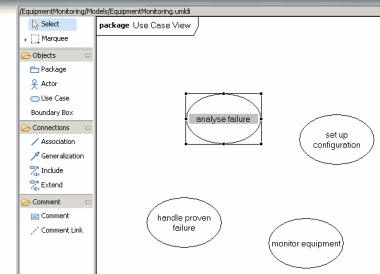 /EquipmentMonitoring/Models/EquipmentMonitoring.umldi
Select
Marquee
Objects
Package
Actor
Use Case
Boundary Box
Connections
Association
Generalization
Include
Extend
Comment
Comment
Comment Link
package Use Case View
analyse failure
set up
configuration
handle proven
failure
monitor equipment